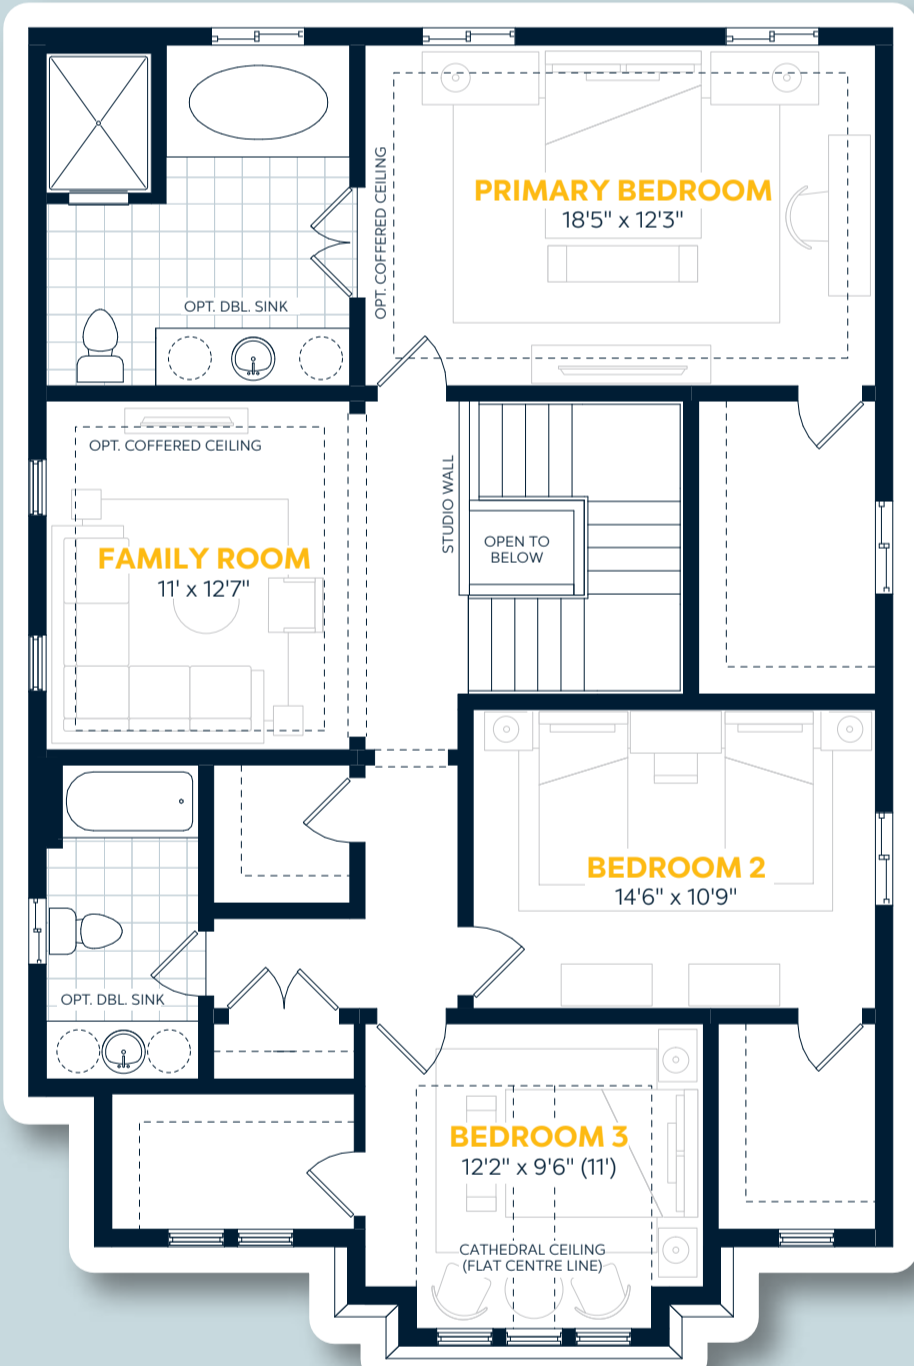 OPT. COFFERED CEILING
PRIMARY BEDROOM
18'5" x 12'3"
OPT. DBL. SINK
OPT. COFFERED CEILING
STUDIO WALL
OPEN TO
BELOW
FAMILY ROOM
11' x 12'7"
BEDROOM 2
14'6" x 10'9"
OPT. DBL. SINK
BEDROOM 3
12'2" x 9'6" (11')
CATHEDRAL CEILING
(FLAT CENTRE LINE)